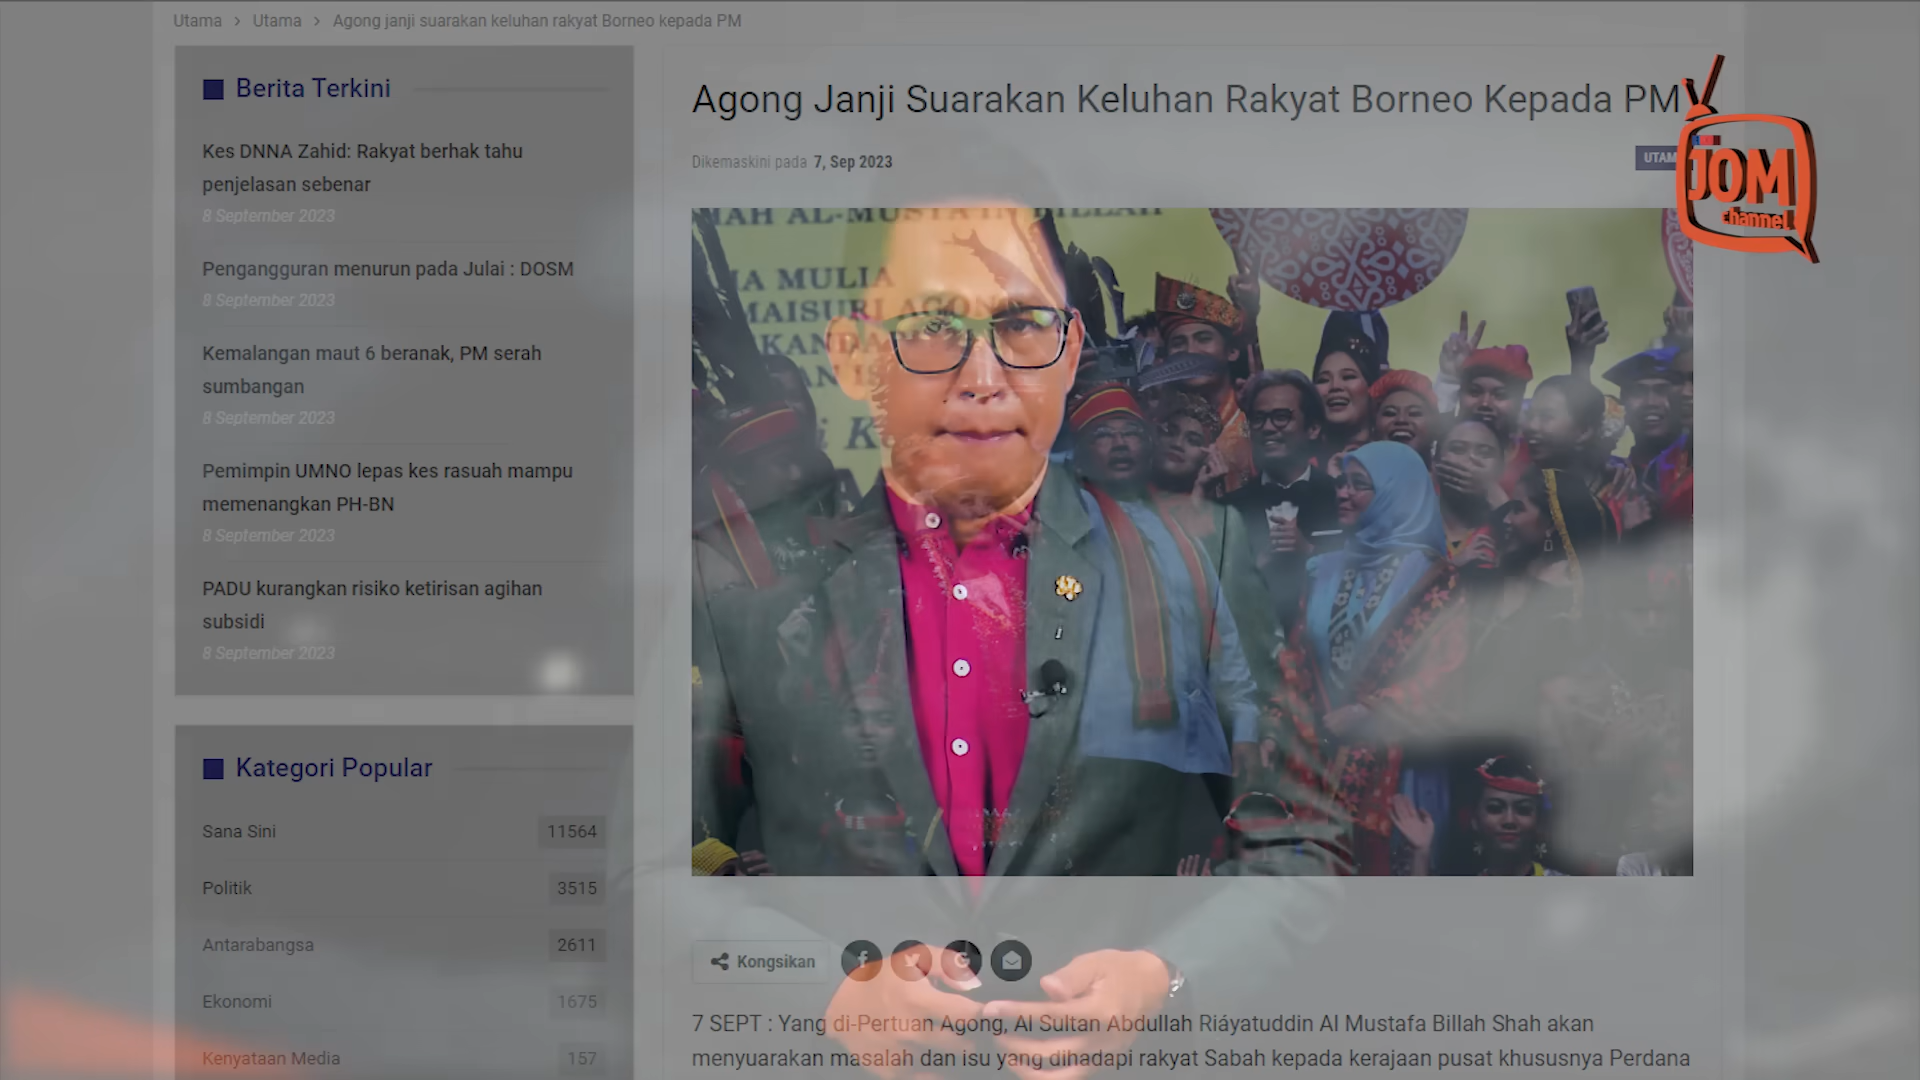 Utama > Utama > Agong janji suarakan keluhan rakyat Borneo kepada PM
Berita Terkini
Kes DNNA Zahid: Rakyat berhak tahu
penjelasan sebenar
8 September 2023
Pengangguran menurun pada Julai : DOSM
8 September 2023
Kemalangan maut 6 beranak, PM serah
sumbangan
8 September 2023
Pemimpin UMNO lepas kes rasuah mampu
memenangkan PH-BN
8 September 2023
PADU kurangkan risiko ketirisan agihan
subsidi
8 September 2023
Kategori Popular
Sana Sini 11564
Politik 3515
Antarabangsa 2611
Ekonomi 1675
Kenyataan Media 157
Agong Janji Suarakan Keluhan Rakyat Borneo Kepada PM
Dikemaskini pada 7, Sep 2023
JOM
channel
BILLAH
MULIA
AGONG
Kongsikan
7 SEPT : Yang di-Pertuan Agong, Al Sultan Abdullah Riáyatuddin Al Mustafa Billah Shah akan
menyuarakan masalah dan isu yang dihadapi rakyat Sabah kepada kerajaan pusat khususnya Perdana